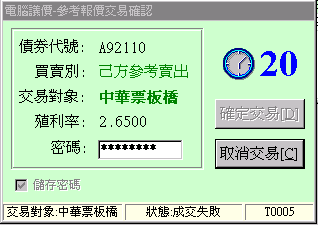 電腦議價-參考報價交易確認
債券代號: A92110
買賣別: 己方參考賣出
交易對象: 中華票板橋
殖利率: 2.6500
密碼: ********
20
確定交易[D]
取消交易[C]
儲存密碼
交易對象:中華票板橋 狀態:成交失敗 T0005